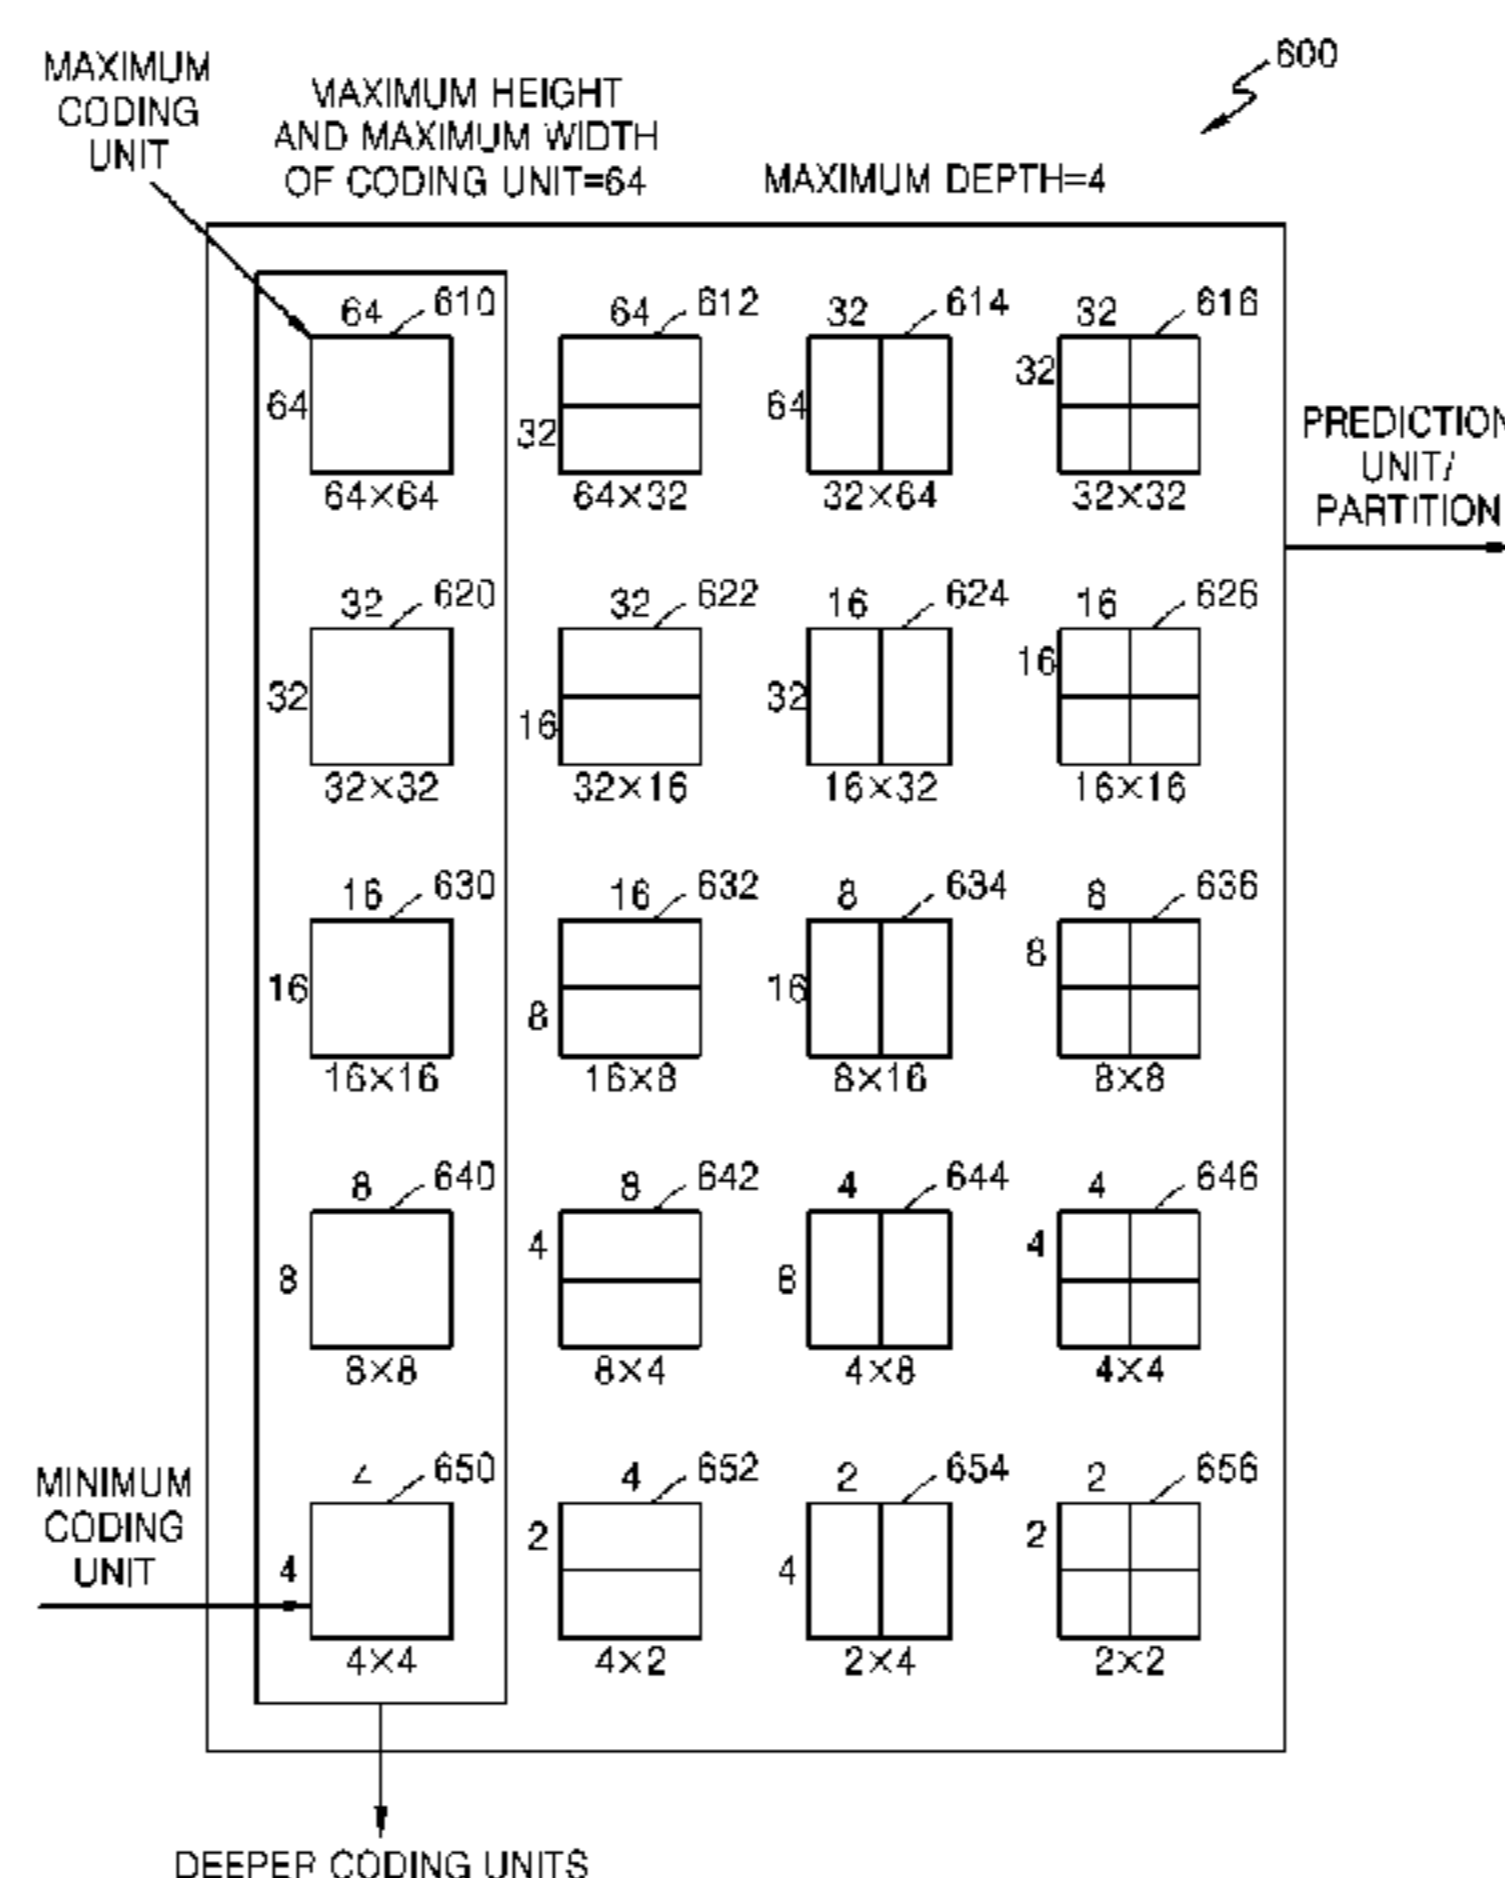 600
MAXIMUM
CODING
UNIT
MAXIMUM HEIGHT
AND MAXIMUM WIDTH
OF CODING UNIT=64
MAXIMUM DEPTH=4
64 610 64 612 32 614 32 616
64 32 64 32
64×64 64×32 32×64 32×32
PREDICTION
UNIT/
PARTITION
32 620 32 622 16 624 16 626
32 16 32 16
32×32 32×16 16×32 16×16
16 630 16 632 8 634 8 636
16 8 16 8
16×16 16×8 8×16 8×8
8 640 8 642 4 644 4 646
8 4 8 4
8×8 8×4 4×8 4×4
MINIMUM
CODING
UNIT
4 650 4 652 2 654 2 656
4 2 4 2
4×4 4×2 2×4 2×2
DEEPER CODING UNITS